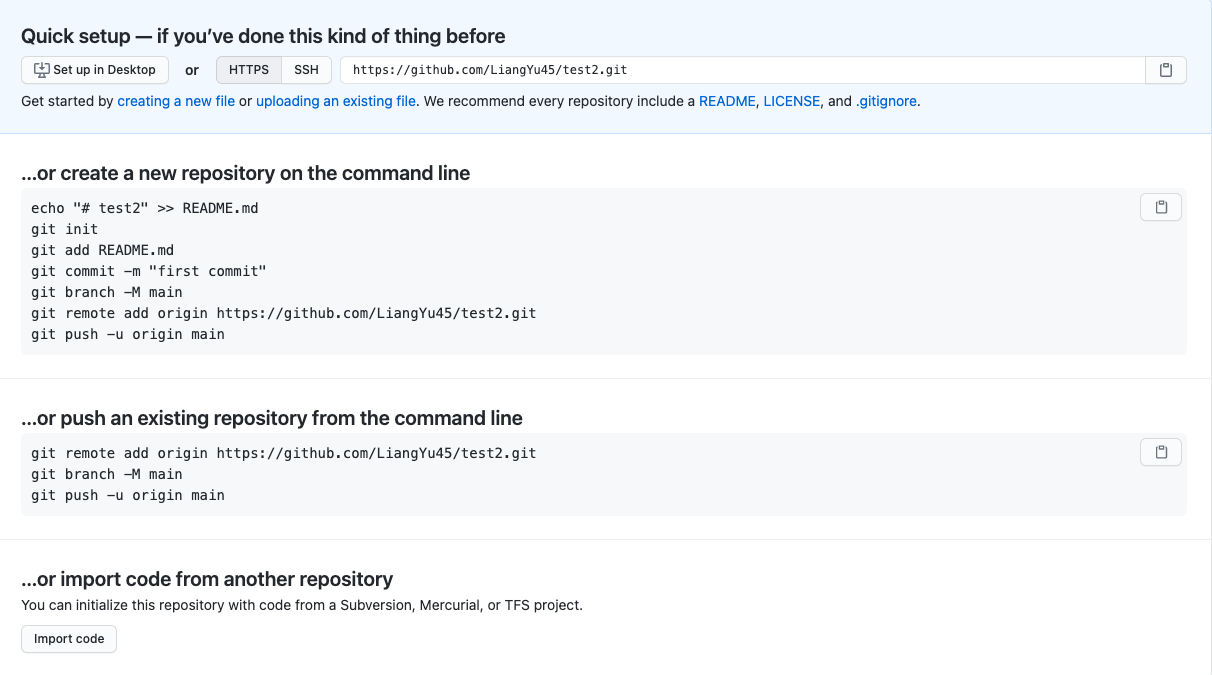 Quick setup — if you’ve done this kind of thing before
Set up in Desktop or HTTPS SSH https://github.com/LiangYu45/test2.git
Get started by creating a new file or uploading an existing file. We recommend every repository include a README, LICENSE, and .gitignore.
…or create a new repository on the command line
echo "# test2" >> README.md
git init
git add README.md
git commit -m "first commit"
git branch -M main
git remote add origin https://github.com/LiangYu45/test2.git
git push -u origin main
…or push an existing repository from the command line
git remote add origin https://github.com/LiangYu45/test2.git
git branch -M main
git push -u origin main
…or import code from another repository
You can initialize this repository with code from a Subversion, Mercurial, or TFS project.
Import code